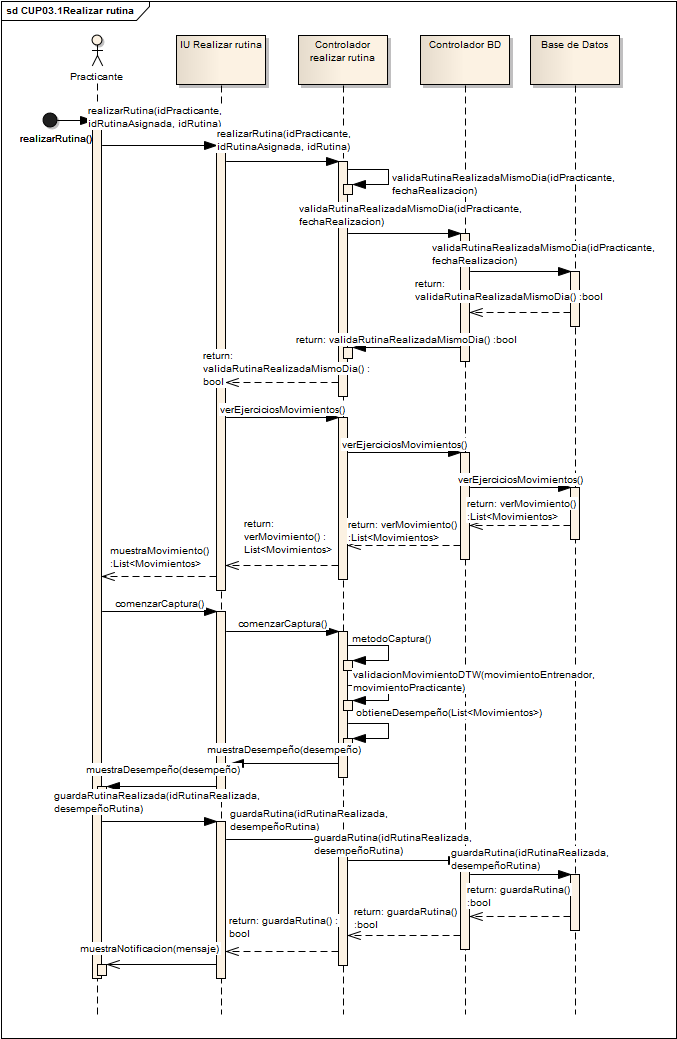 sd CUP03.1Realizar rutina
Practicante
IU Realizar rutina
Controlador
realizar rutina
Controlador BD
Base de Datos
realizarRutina()
realizarRutina(idPracticante,
idRutinaAsignada, idRutina)
realizarRutina(idPracticante,
idRutinaAsignada, idRutina)
validaRutinaRealizadaMismoDia(idPracticante,
fechaRealizacion)
validaRutinaRealizadaMismoDia(idPracticante,
fechaRealizacion)
validaRutinaRealizadaMismoDia(idPracticante,
fechaRealizacion)
return:
validaRutinaRealizadaMismoDia() :bool
return: validaRutinaRealizadaMismoDia() :bool
return:
validaRutinaRealizadaMismoDia() :
bool
verEjerciciosMovimientos()
verEjerciciosMovimientos()
verEjerciciosMovimientos()
return: verMovimiento()
:List<Movimientos>
return: verMovimiento()
:List<Movimientos>
return:
verMovimiento() :
List<Movimientos>
muestraMovimiento()
:List<Movimientos>
comenzarCaptura()
comenzarCaptura()
metodoCaptura()
validacionMovimientoDTW(movimientoEntrenador,
movimientoPracticante)
obtieneDesempeño(List<Movimientos>)
muestraDesempeño(desempeño)
muestraDesempeño(desempeño)
guardaRutinaRealizada(idRutinaRealizada,
desempeñoRutina)
guardaRutina(idRutinaRealizada,
desempeñoRutina)
guardaRutina(idRutinaRealizada,
desempeñoRutina)
guardaRutina(idRutinaRealizada,
desempeñoRutina)
return: guardaRutina()
:bool
return: guardaRutina()
:bool
return: guardaRutina() :
bool
muestraNotificacion(mensaje)